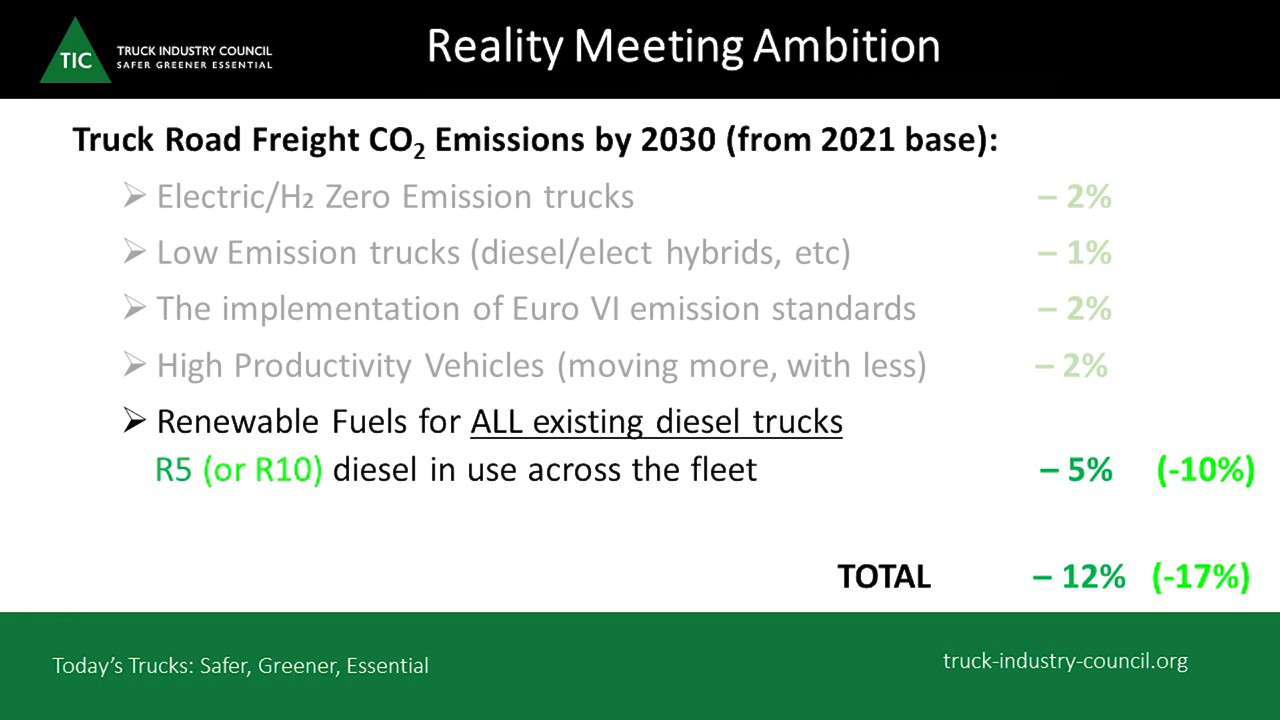 TIC
TRUCK INDUSTRY COUNCIL
SAFER GREENER ESSENTIAL
Reality Meeting Ambition
Truck Road Freight CO₂ Emissions by 2030 (from 2021 base):
➢ Electric/H₂ Zero Emission trucks – 2%
➢ Low Emission trucks (diesel/elect hybrids, etc) – 1%
➢ The implementation of Euro VI emission standards – 2%
➢ High Productivity Vehicles (moving more, with less) – 2%
➢ Renewable Fuels for ALL existing diesel trucks
R5 (or R10) diesel in use across the fleet – 5% (-10%)
TOTAL – 12% (-17%)
Today’s Trucks: Safer, Greener, Essential
truck-industry-council.org